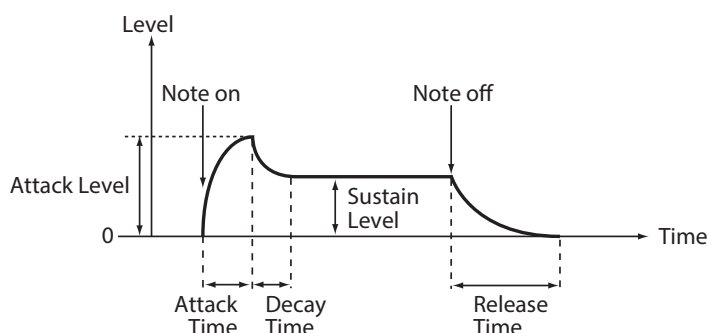 Level
Note on
Note off
Attack Level
Sustain
Level
0
Time
Attack
Time
Decay
Time
Release
Time